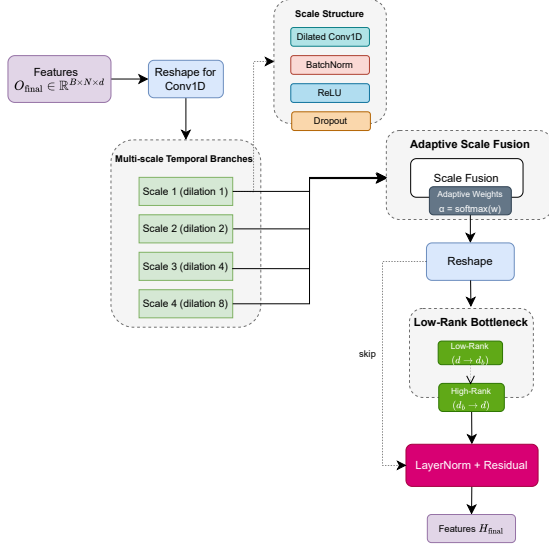 Scale Structure
Dilated Conv1D
BatchNorm
ReLU
Dropout
Features
$O_{\text{final}} \in \mathbb{R}^{B \times N \times d}$
Reshape for
Conv1D
Multi-scale Temporal Branches
Scale 1 (dilation 1)
Scale 2 (dilation 2)
Scale 3 (dilation 4)
Scale 4 (dilation 8)
Adaptive Scale Fusion
Scale Fusion
Adaptive Weights
α = softmax(w)
Reshape
skip
Low-Rank Bottleneck
Low-Rank
$(d \to d_b)$
High-Rank
$(d_b \to d)$
LayerNorm + Residual
Features $H_{\text{final}}$